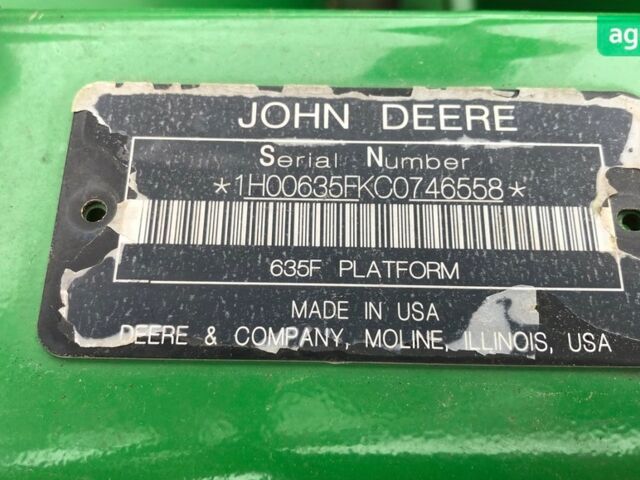 ag
JOHN DEERE
Serial Number
*1H00635FKC0746558*
635F PLATFORM
MADE IN USA
DEERE & COMPANY, MOLINE, ILLINOIS, USA